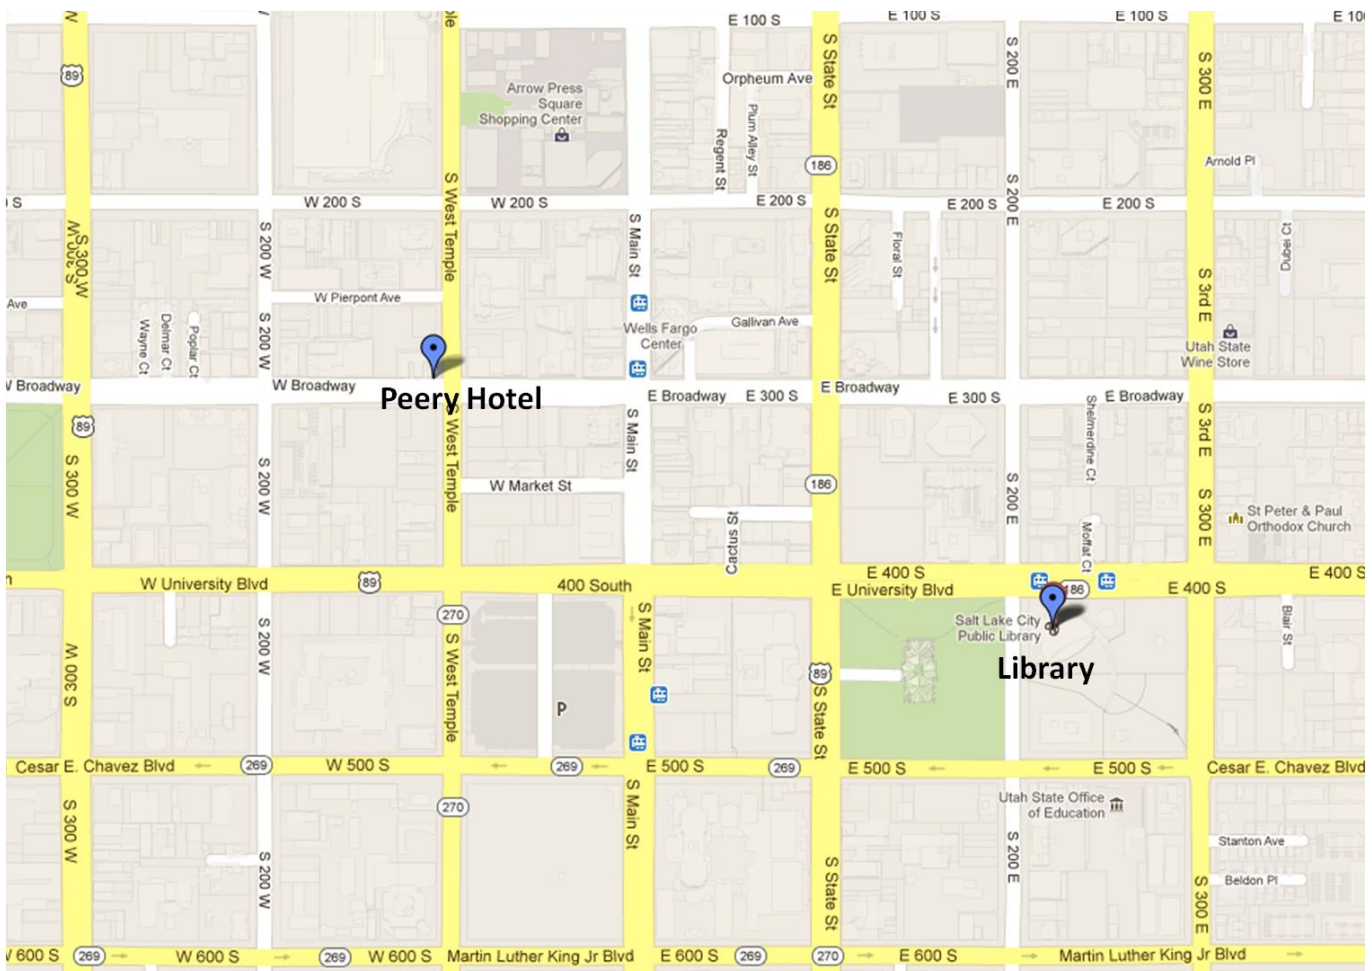 W
ple
E 100 S
E 100 S
E 100 S
E 10
89
S State St
S 200 E
S 300 E
Orpheum Ave
Arrow Press
Square
Shopping Center
Plum Alley St
Regent St
186
Arnold Pl
S West Temple
S 200 E
S
W 200 S
W 200 S
E 200 S
E 200 S
E 200 S
S 300 W
S 300 W
S 200 W
S Main St
S State St
Floral St
S 3rd E
Dubei Ct
Ave
W Pierpont Ave
Wells Fargo
Center
Gallivan Ave
Wayne Ct
Delmar Ct
Poplar Ct
S 200 W
Utah State
Wine Store
W Broadway
W Broadway
Peery Hotel
E Broadway
E 300 S
E Broadway
E 300 S
E Broadway
89
S 300 W
S 200 W
S West Temple
S Main St
Shelmerdine Ct
S 3rd E
W Market St
186
S 200 E
S 300 E
Cactus St
Moffat Ct
St Peter & Paul
Orthodox Church
W University Blvd
89
400 South
E 400 S
E University Blvd
186
E 400 S
E 400 S
S 300 W
S 200 W
270
S West Temple
S Main St
Salt Lake City
Public Library
Library
Blair St
89
S State St
P
Cesar E. Chavez Blvd
269
W 500 S
269
E 500 S
269
E 500 S
E 500 S
Cesar E. Chavez Blvd
270
Utah State Office
of Education
S 300 W
S 200 W
S Main St
S State St
S 200 E
S 300 E
Stanton Ave
Beldon Pl
W 600 S
269
W 600 S
269
W 600 S
Martin Luther King Jr Blvd
E 600 S
269
270
E 600 S
Martin Luther King Jr Blvd